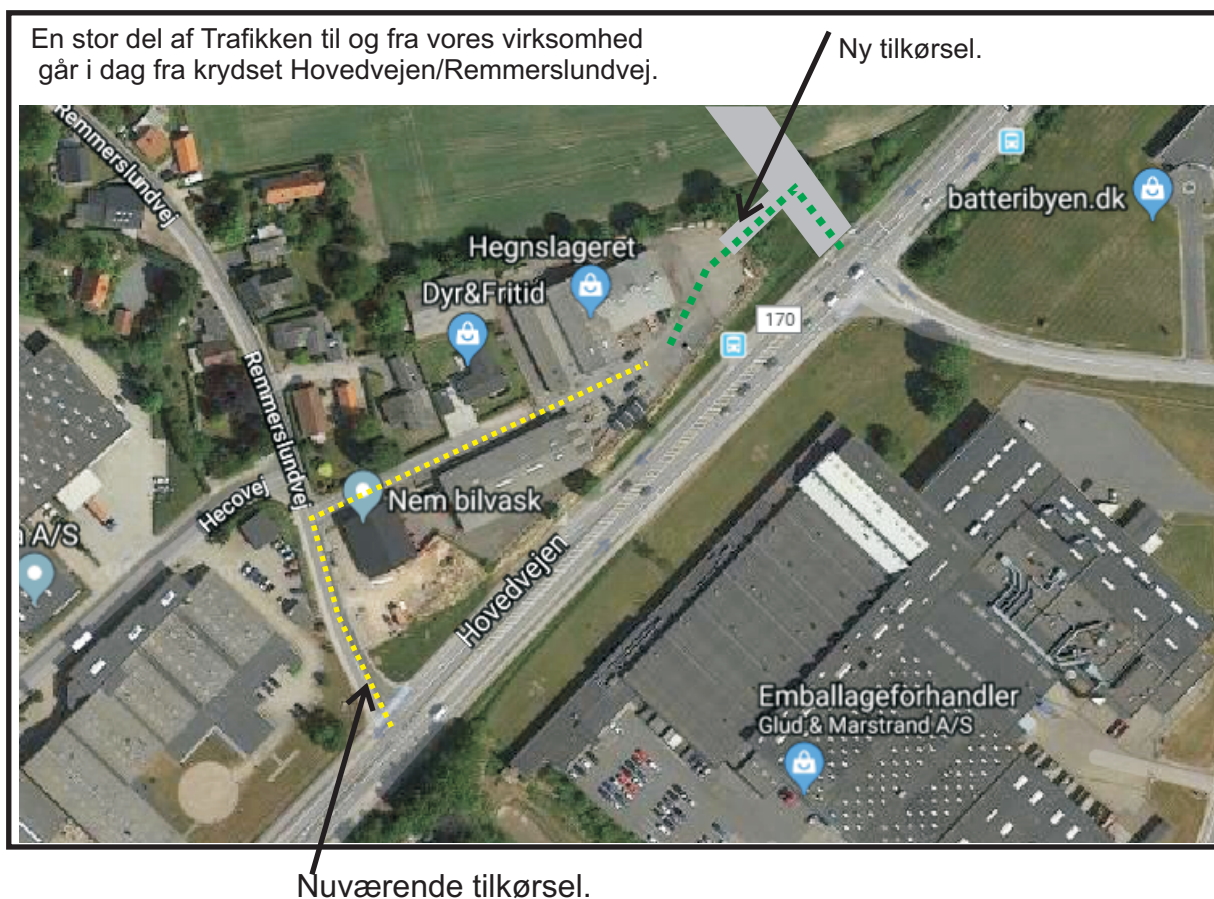 En stor del af Trafikken til og fra vores virksomhed
går i dag fra krydset Hovedvejen/Remmerslundvej.
Ny tilkørsel.
Remmerslundvej
batteribyen.dk
Hegnslageret
Dyr&Fritid
170
Remmerslundvej
Hecovej
Nem bilvask
A/S
Hovedvejen
Emballageforhandler
Glud & Marstrand A/S
Nuværende tilkørsel.